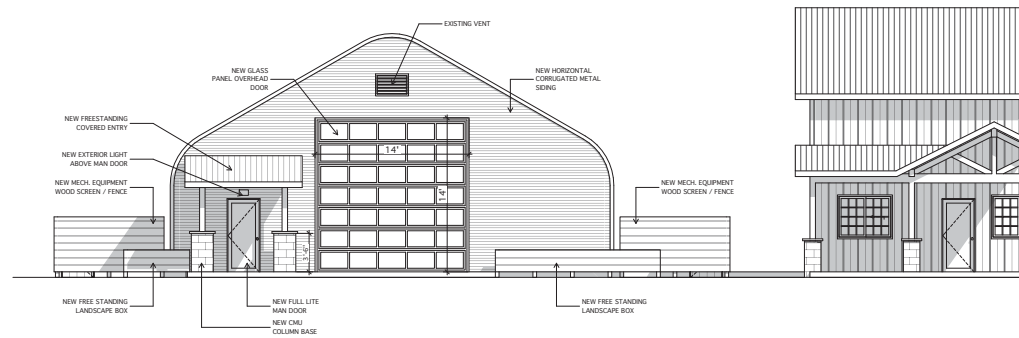 EXISTING VENT
NEW GLASS
PANEL OVERHEAD
DOOR
NEW HORIZONTAL
CORRUGATED METAL
SIDING
NEW FREESTANDING
COVERED ENTRY
14'
NEW EXTERIOR LIGHT
ABOVE MAN DOOR
NEW MECH. EQUIPMENT
WOOD SCREEN / FENCE
14'
NEW MECH. EQUIPMENT
WOOD SCREEN / FENCE
3'-6"
NEW FREE STANDING
LANDSCAPE BOX
NEW FULL LITE
MAN DOOR
NEW CMU
COLUMN BASE
NEW FREE STANDING
LANDSCAPE BOX